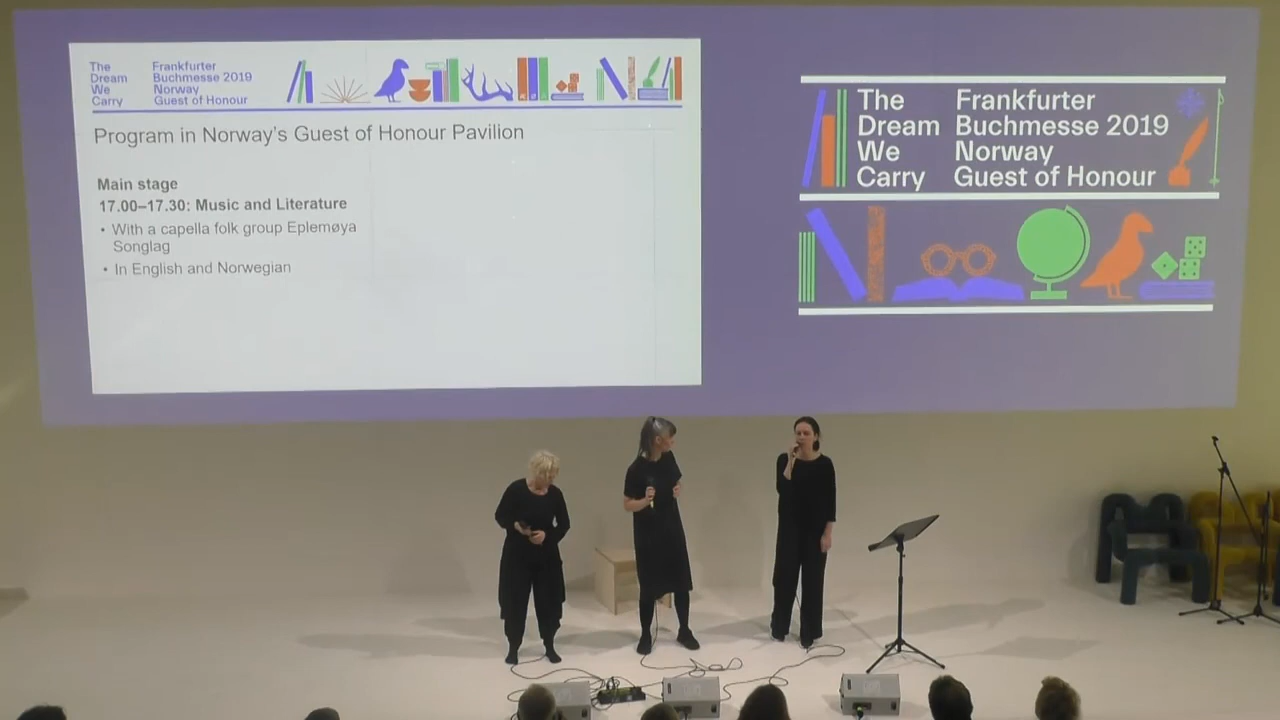 The
Dream
We
Carry
Frankfurter
Buchmesse 2019
Norway
Guest of Honour
Program in Norway's Guest of Honour Pavilion
Main stage
17.00–17.30: Music and Literature
• With a capella folk group Eplemøya
Songlag
• In English and Norwegian
The
Dream
We
Carry
Frankfurter
Buchmesse 2019
Norway
Guest of Honour